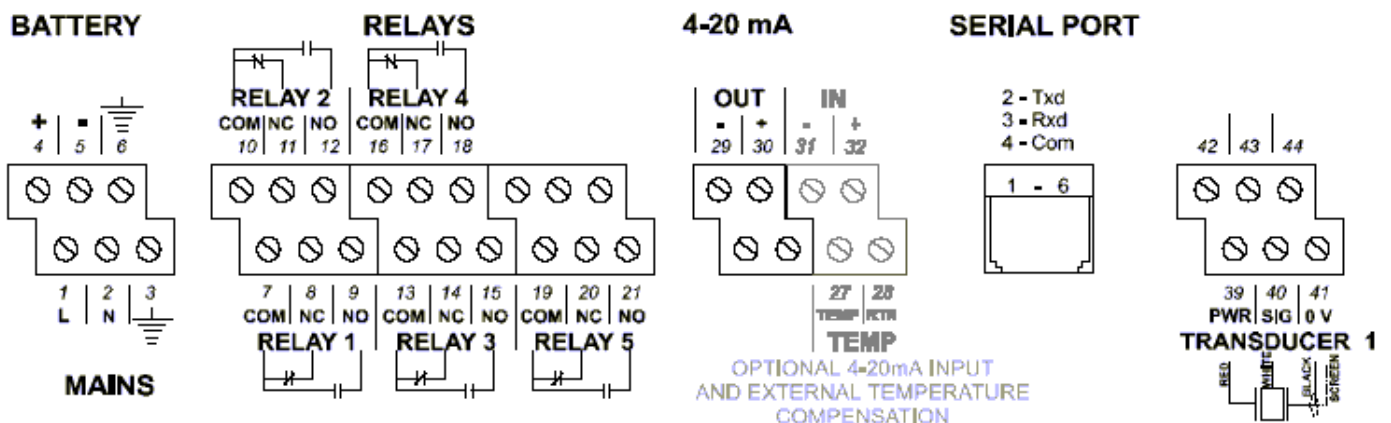 BATTERY RELAYS 4-20 mA SERIAL PORT
RELAY 2 RELAY 4 OUT IN 2 - Txd
+ - COM NC NO COM NC NO - + - + 3 - Rxd
4 5 6 10 11 12 16 17 18 29 30 31 32 4 - Com 42 43 44
1 - 6
1 2 3 7 8 9 13 14 15 19 20 21 27 28 39 40 41
L N COM NC NO COM NC NO COM NC NO TEMP RTN PWR SIG 0 V
RELAY 1 RELAY 3 RELAY 5 TEMP TRANSDUCER 1
MAINS
OPTIONAL 4-20mA INPUT
AND EXTERNAL TEMPERATURE
COMPENSATION
RED WHITE BLACK SCREEN